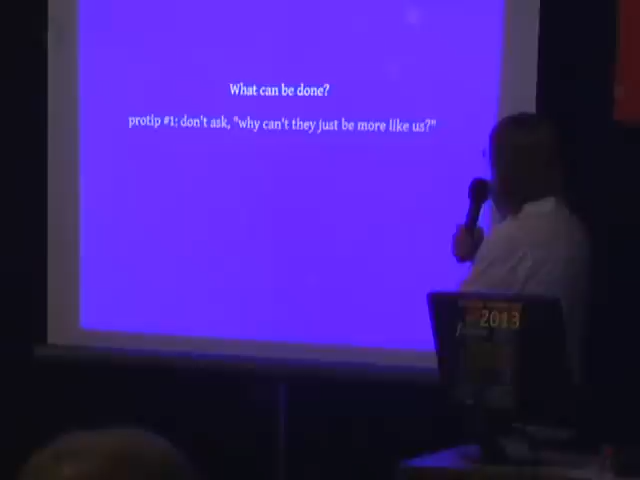 What can be done?
protip #1: don't ask, "why can't they just be more like us?"
2013